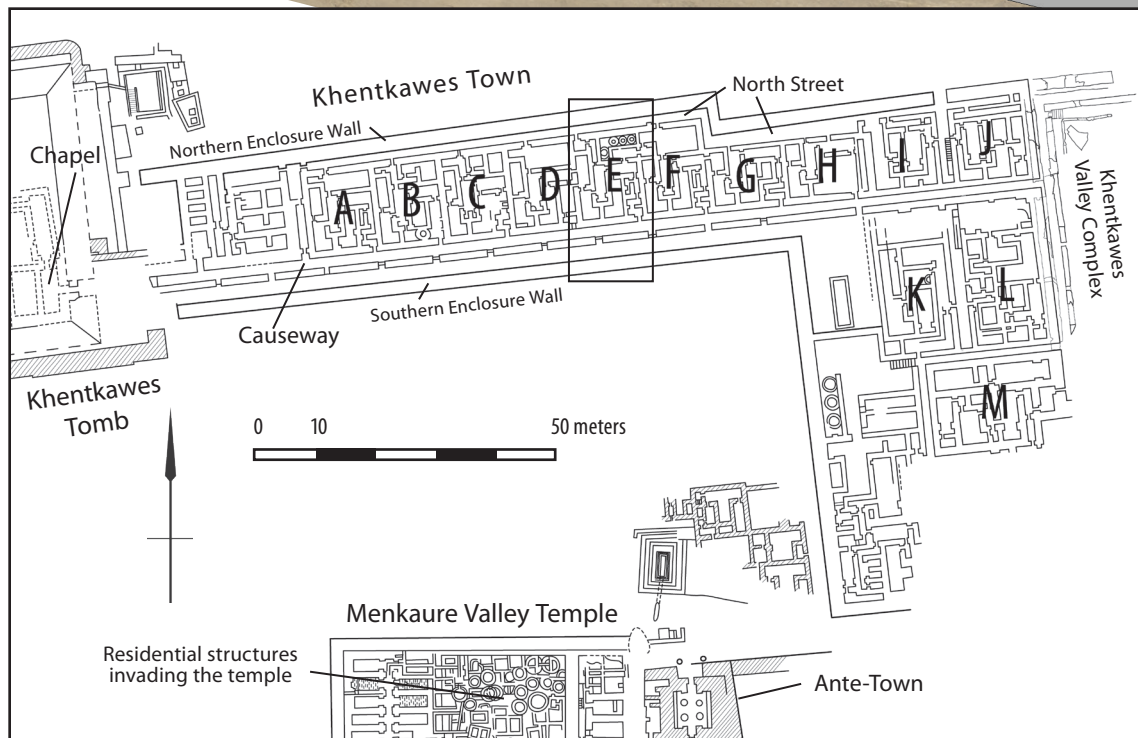 Khentkawes Town
North Street
Northern Enclosure Wall
Chapel
A
B
C
D
E
F
G
H
I
J
Khentkawes
Valley Complex
K
L
M
Southern Enclosure Wall
Causeway
Khentkawes
Tomb
0 10 50 meters
Menkaure Valley Temple
Residential structures
invading the temple
Ante-Town